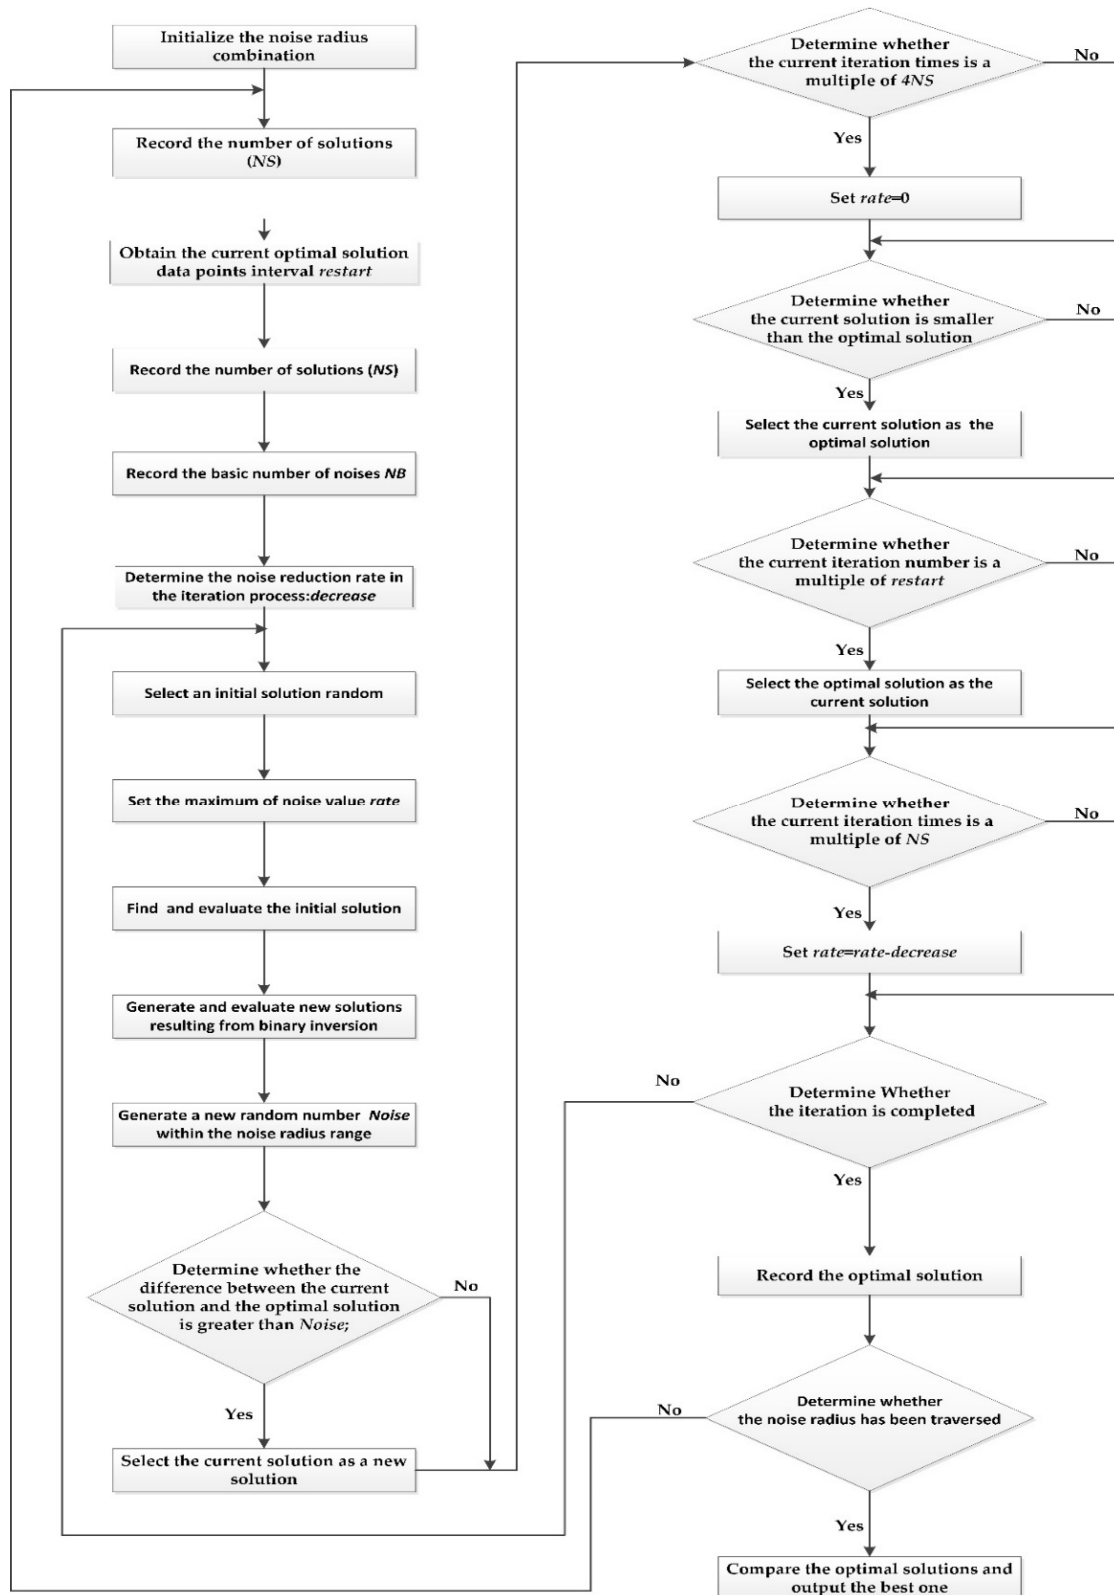 Initialize the noise radius
combination
Record the number of solutions
(NS)
Obtain the current optimal solution
data points interval restart
Record the number of solutions (NS)
Record the basic number of noises NB
Determine the noise reduction rate in
the iteration process:decrease
Select an initial solution random
Set the maximum of noise value rate
Find and evaluate the initial solution
Generate and evaluate new solutions
resulting from binary inversion
Generate a new random number Noise
within the noise radius range
Determine whether the
difference between the current
solution and the optimal solution
is greater than Noise;
No
Yes
Select the current solution as a new
solution
Determine whether
the current iteration times is a
multiple of 4NS
No
Yes
Set rate=0
Determine whether
the current solution is smaller
than the optimal solution
No
Yes
Select the current solution as the
optimal solution
Determine whether
the current iteration number is a
multiple of restart
No
Yes
Select the optimal solution as the
current solution
Determine whether
the current iteration times is a
multiple of NS
No
Yes
Set rate=rate-decrease
Determine Whether
the iteration is completed
No
Yes
Record the optimal solution
Determine whether
the noise radius has been traversed
No
Yes
Compare the optimal solutions and
output the best one